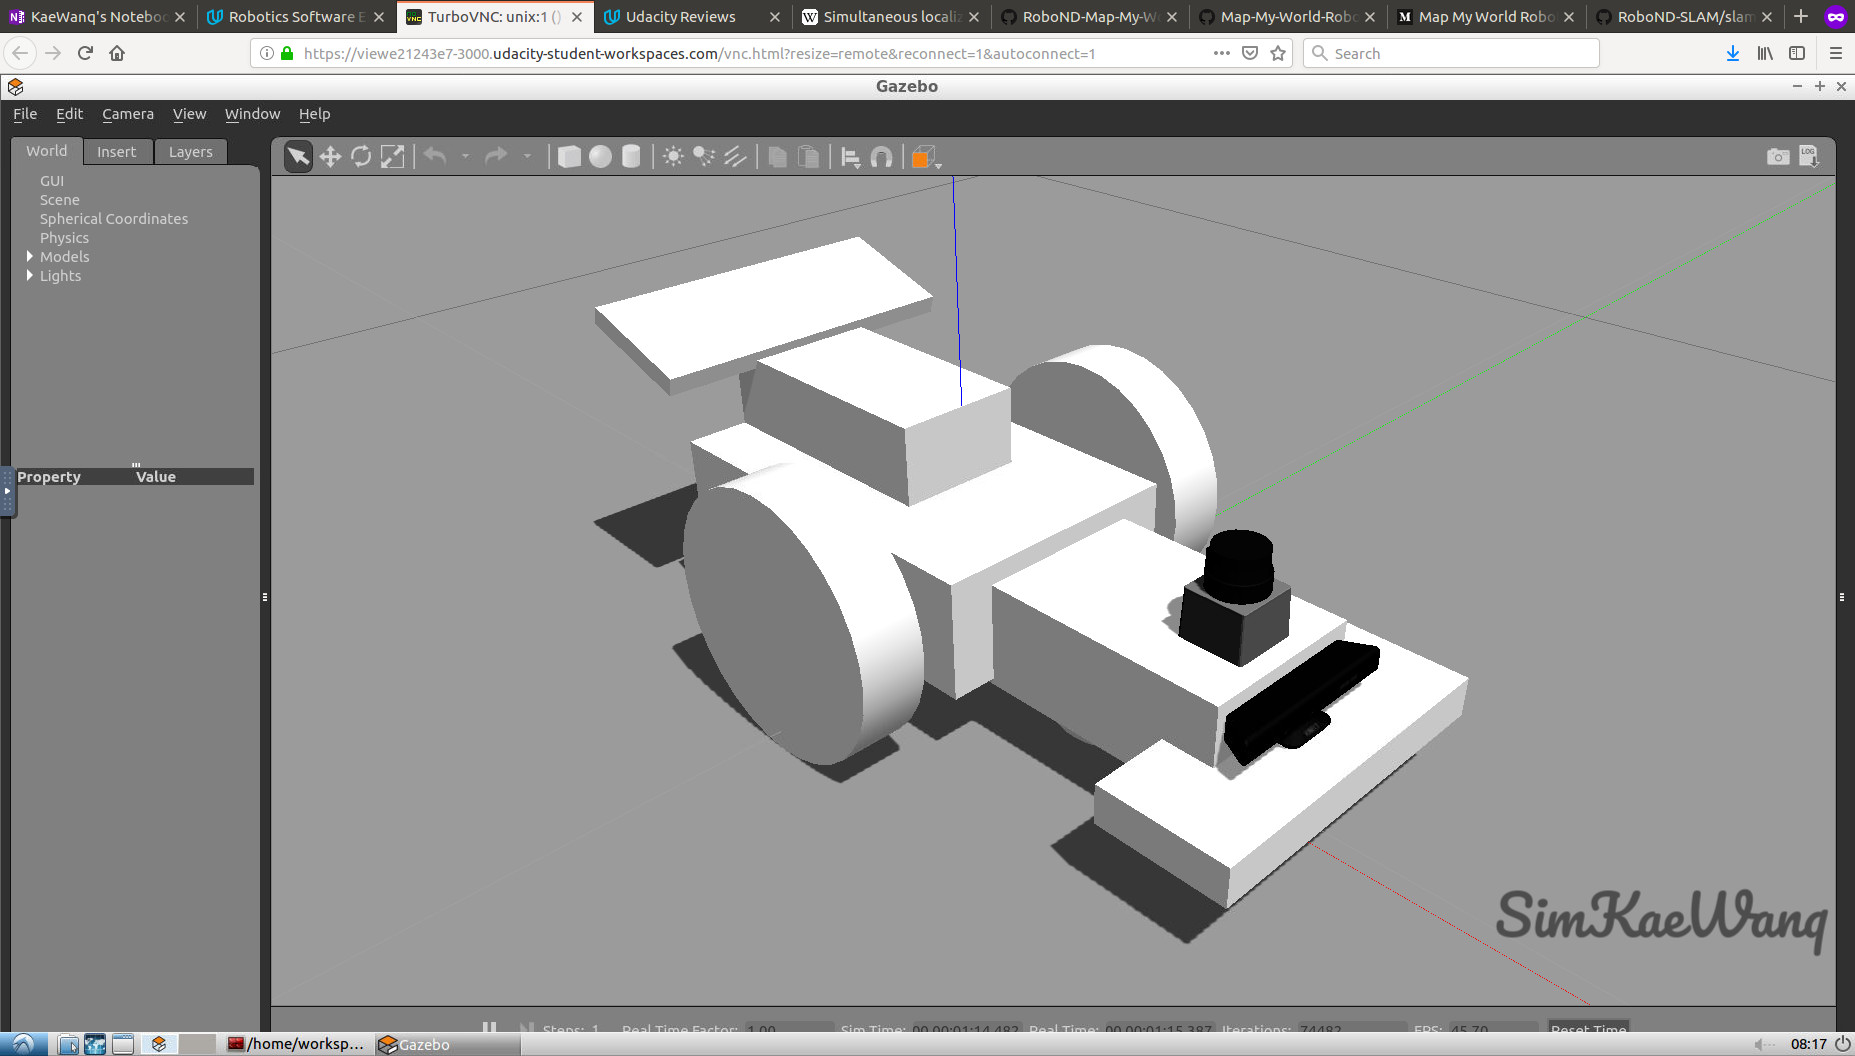 KaeWang's Noteboo
Robotics Software E
TurboVNC: unix:1 ()
Udacity Reviews
Simultaneous localiz
RoboND-Map-My-Wo
Map-My-World-Robo
Map My World Robo
RoboND-SLAM/slam
https://viewe21243e7-3000.udacity-student-workspaces.com/vnc.html?resize=remote&reconnect=1&autoconnect=1
Search
Gazebo
File Edit Camera View Window Help
World Insert Layers
LOG
GUI
Scene
Spherical Coordinates
Physics
Models
Lights
Property Value
SimKaeWang
Steps: 1 Real Time Factor: 1.00 Sim Time: 00 00:01:14.482 Real Time: 00 00:01:15.387 Iterations: 74482 FPS: 45.70 Reset Time
/home/worksp... Gazebo 08:17